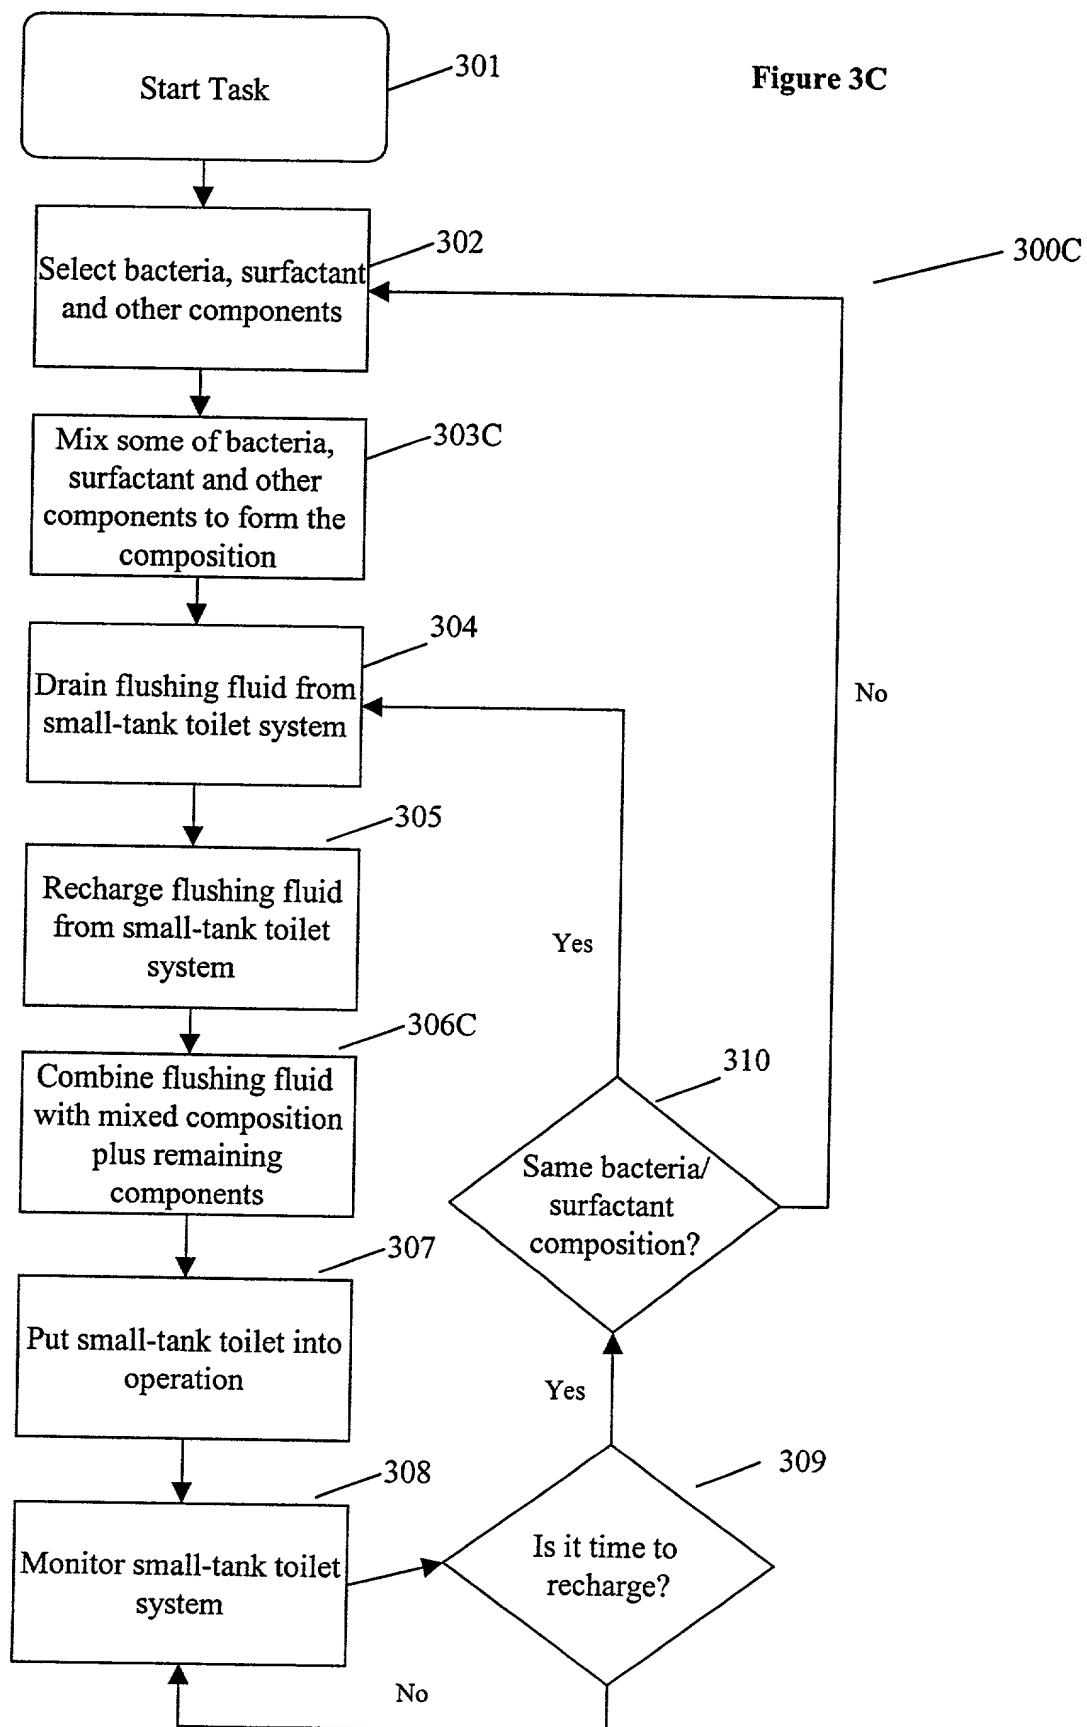 Figure 3C
Start Task
301
300C
302
Select bacteria, surfactant
and other components
303C
Mix some of bacteria,
surfactant and other
components to form the
composition
304
Drain flushing fluid from
small-tank toilet system
No
305
Recharge flushing fluid
from small-tank toilet
system
Yes
306C
Combine flushing fluid
with mixed composition
plus remaining
components
310
Same bacteria/
surfactant
composition?
307
Put small-tank toilet into
operation
Yes
308
Monitor small-tank toilet
system
309
Is it time to
recharge?
No